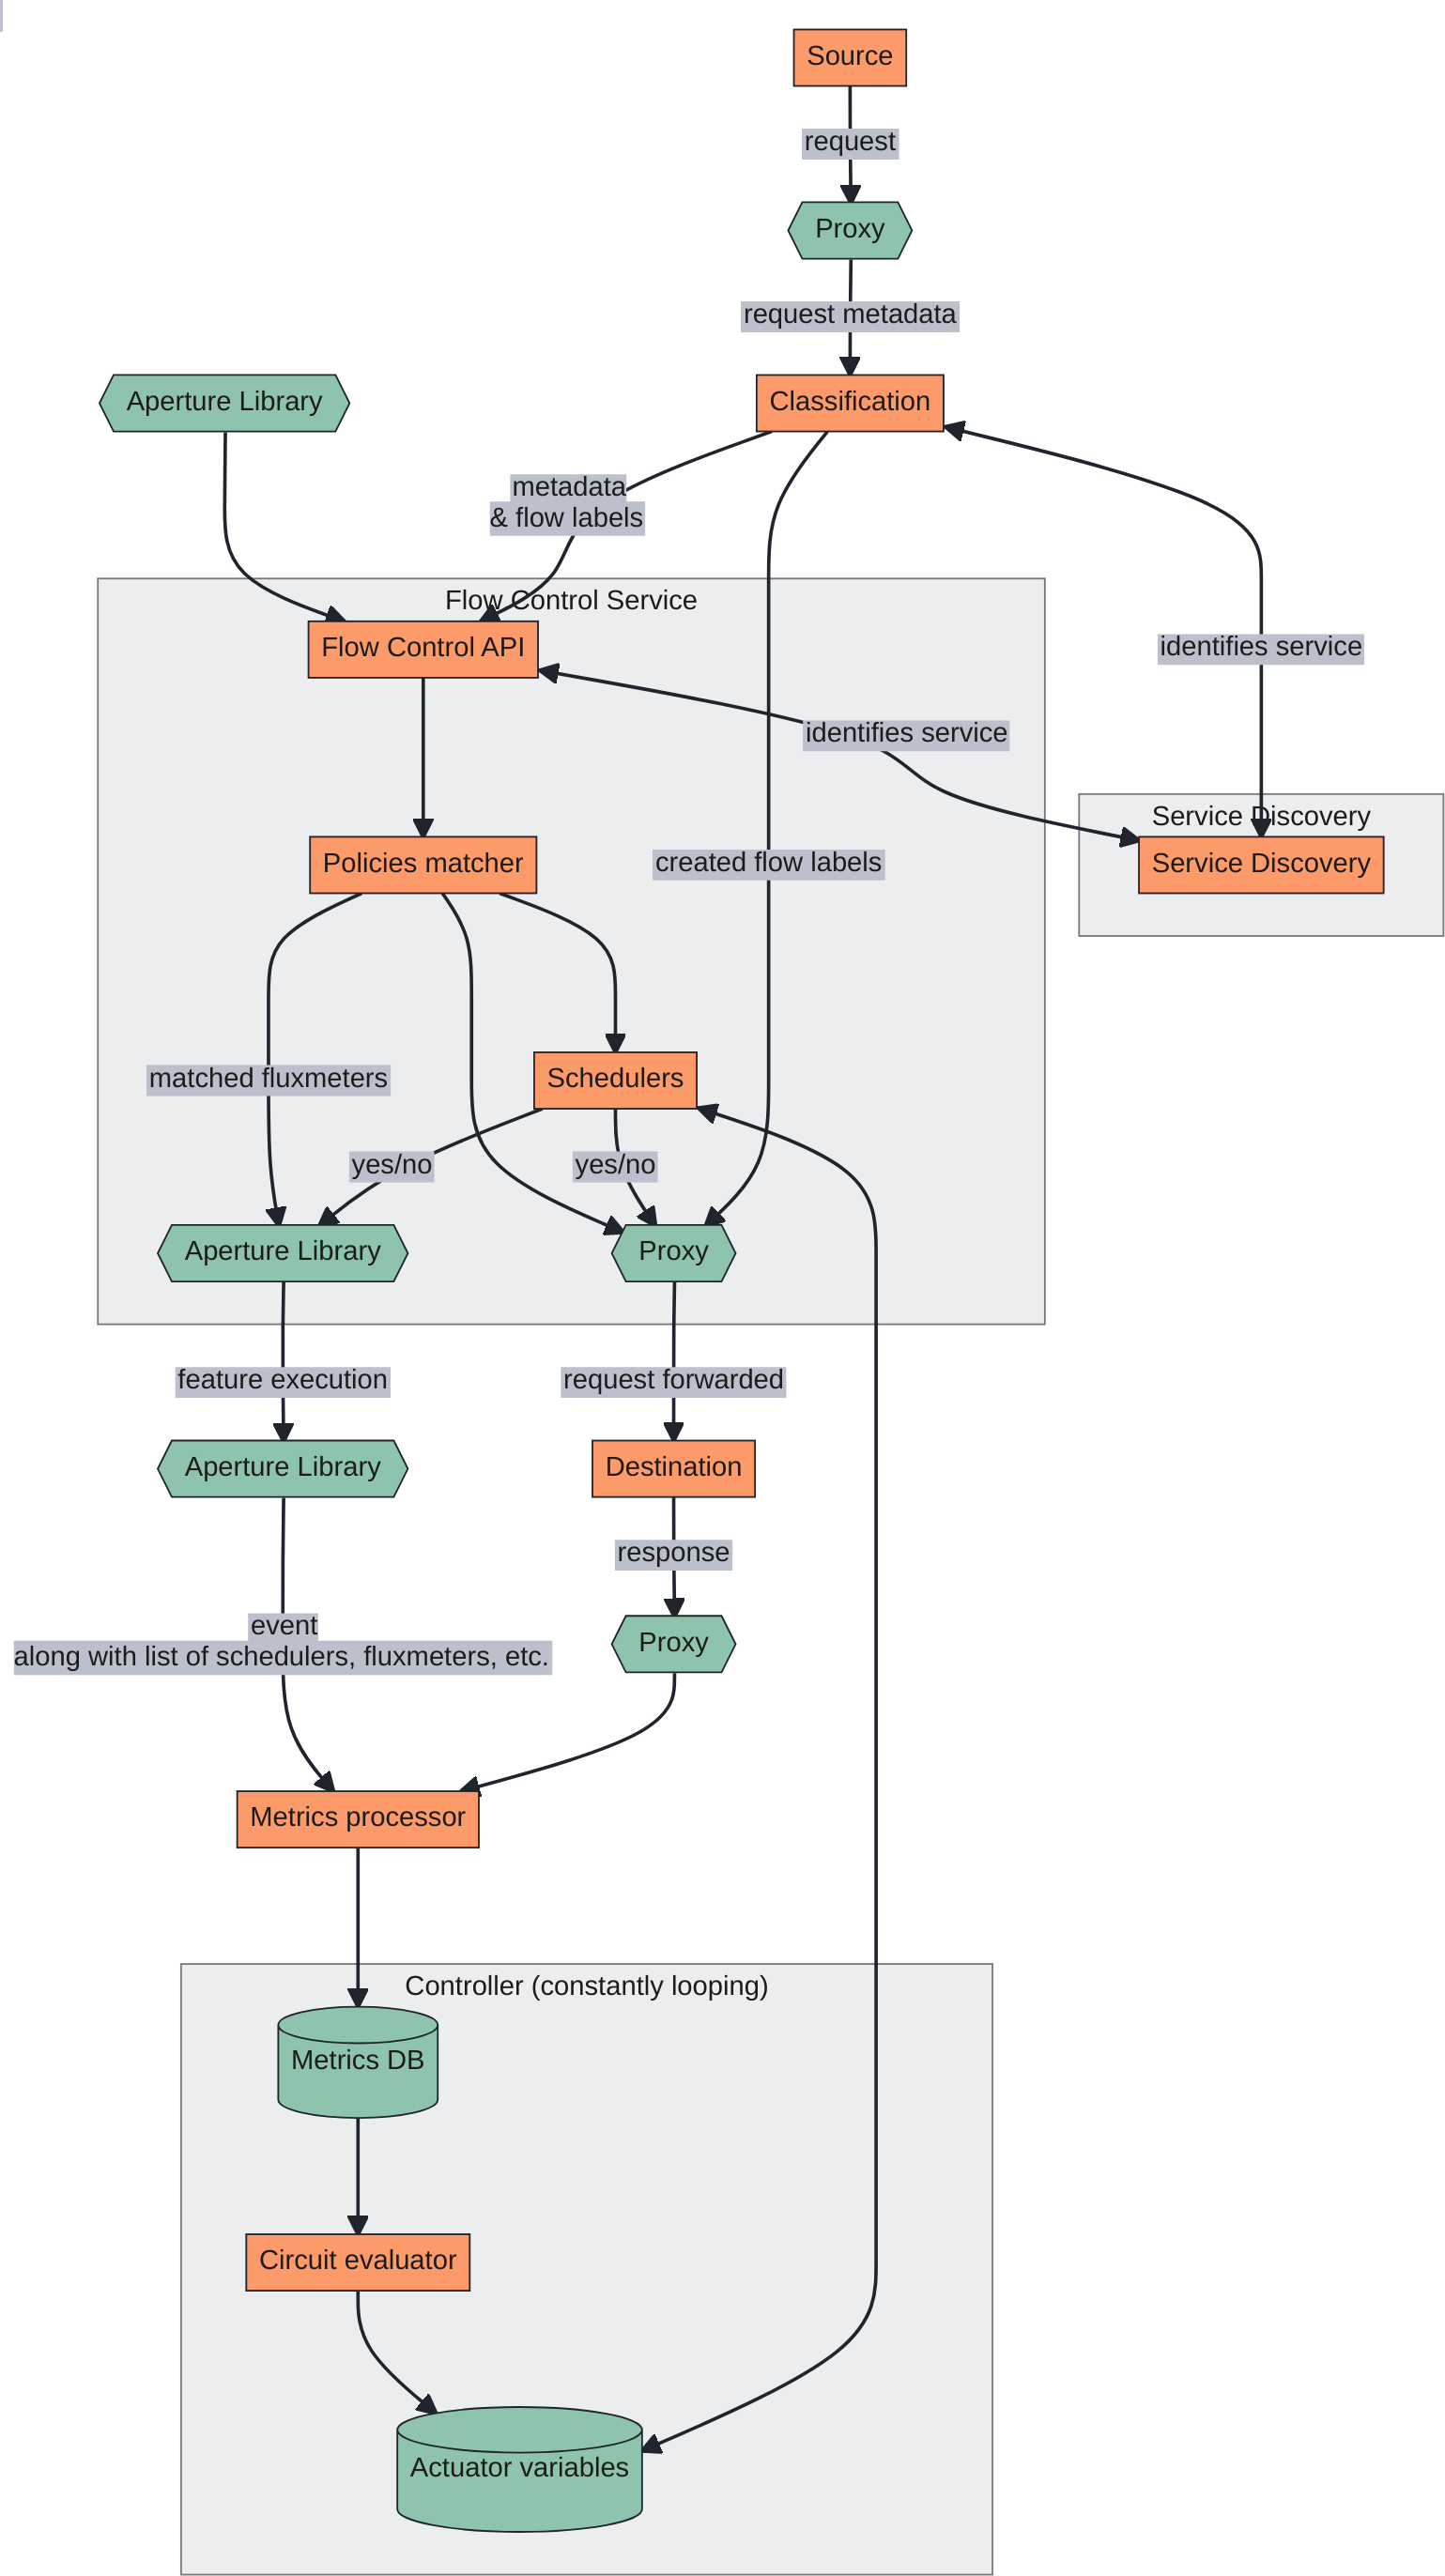 Source
request
Proxy
request metadata
Aperture Library
Classification
metadata
& flow labels
Flow Control Service
Flow Control API
identifies service
identifies service
Service Discovery
Policies matcher
created flow labels
Service Discovery
matched fluxmeters
Schedulers
yes/no
yes/no
Aperture Library
Proxy
feature execution
request forwarded
Aperture Library
Destination
response
event
along with list of schedulers, fluxmeters, etc.
Proxy
Metrics processor
Controller (constantly looping)
Metrics DB
Circuit evaluator
Actuator variables